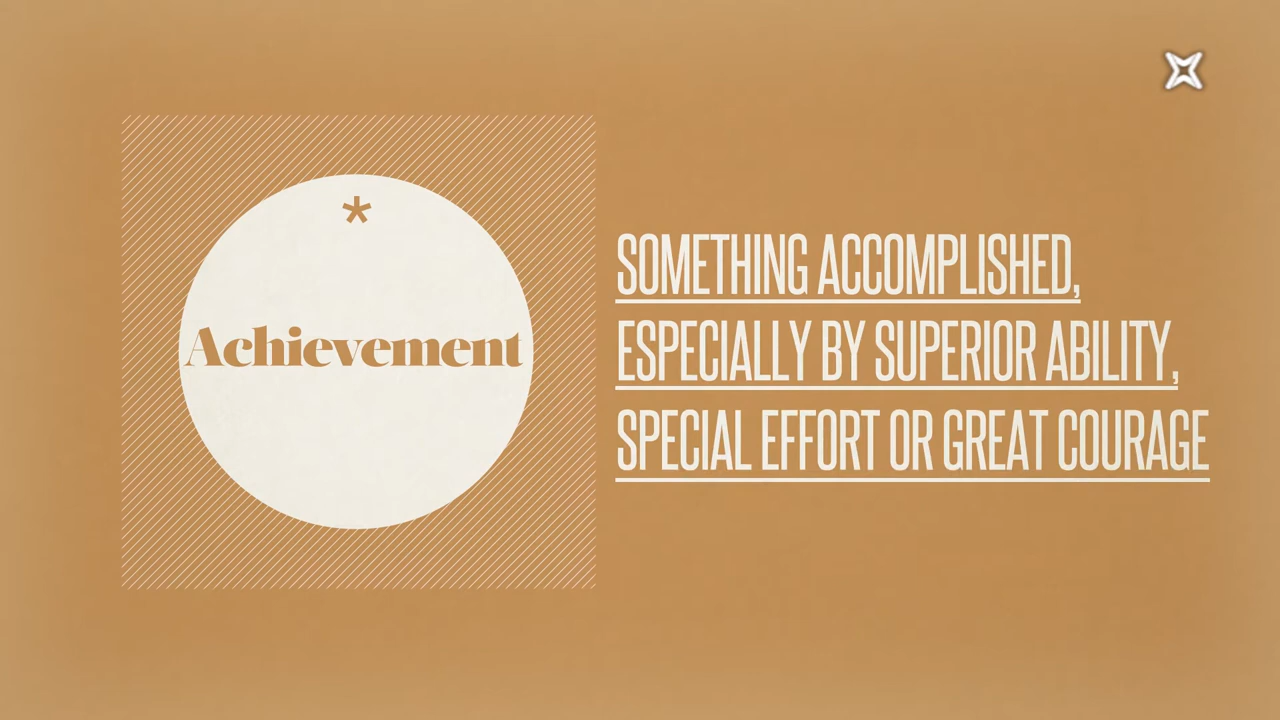 *
Achievement
SOMETHING ACCOMPLISHED,
ESPECIALLY BY SUPERIOR ABILITY,
SPECIAL EFFORT OR GREAT COURAGE